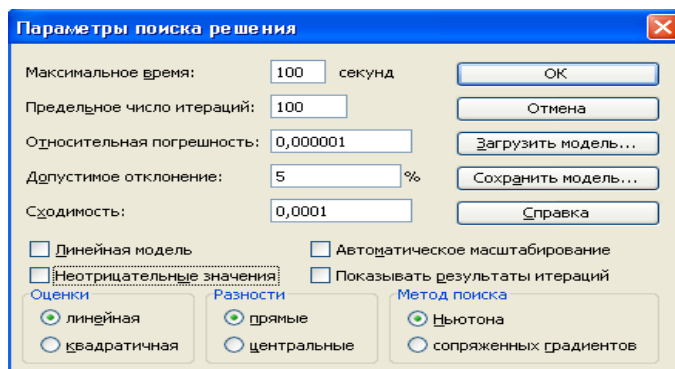 Параметры поиска решения
Максимальное время: 100 секунд ОК
Предельное число итераций: 100 Отмена
Относительная погрешность: 0,000001 Загрузить модель...
Допустимое отклонение: 5 % Сохранить модель...
Сходимость: 0,0001 Справка
Линейная модель Автоматическое масштабирование
Неотрицательные значения Показывать результаты итераций
Оценки Разности Метод поиска
линейная прямые Ньютона
квадратичная центральные сопряженных градиентов